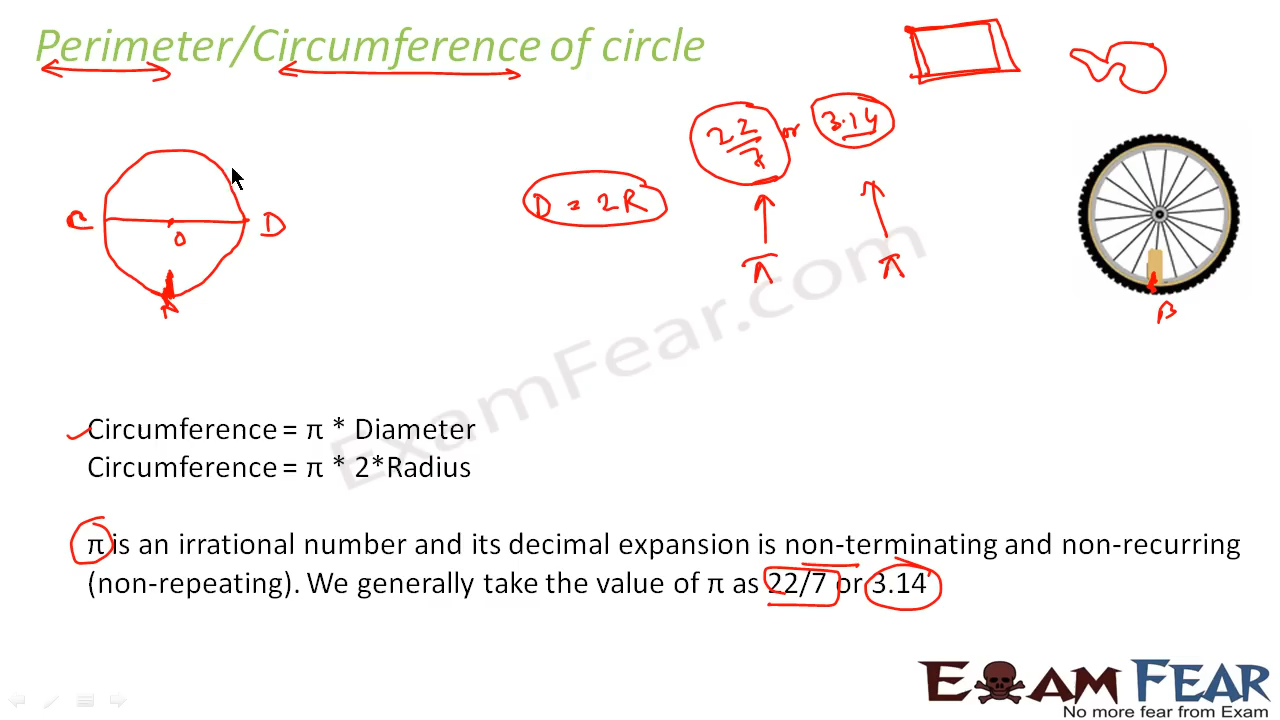 Perimeter/Circumference of circle
22/7 or 3.14
D = 2R
π π
C O D
A
B
ExamFear.com
Circumference = π * Diameter
Circumference = π * 2*Radius
π is an irrational number and its decimal expansion is non-terminating and non-recurring
(non-repeating). We generally take the value of π as 22/7 or 3.14
EXAM FEAR
No more fear from Exam